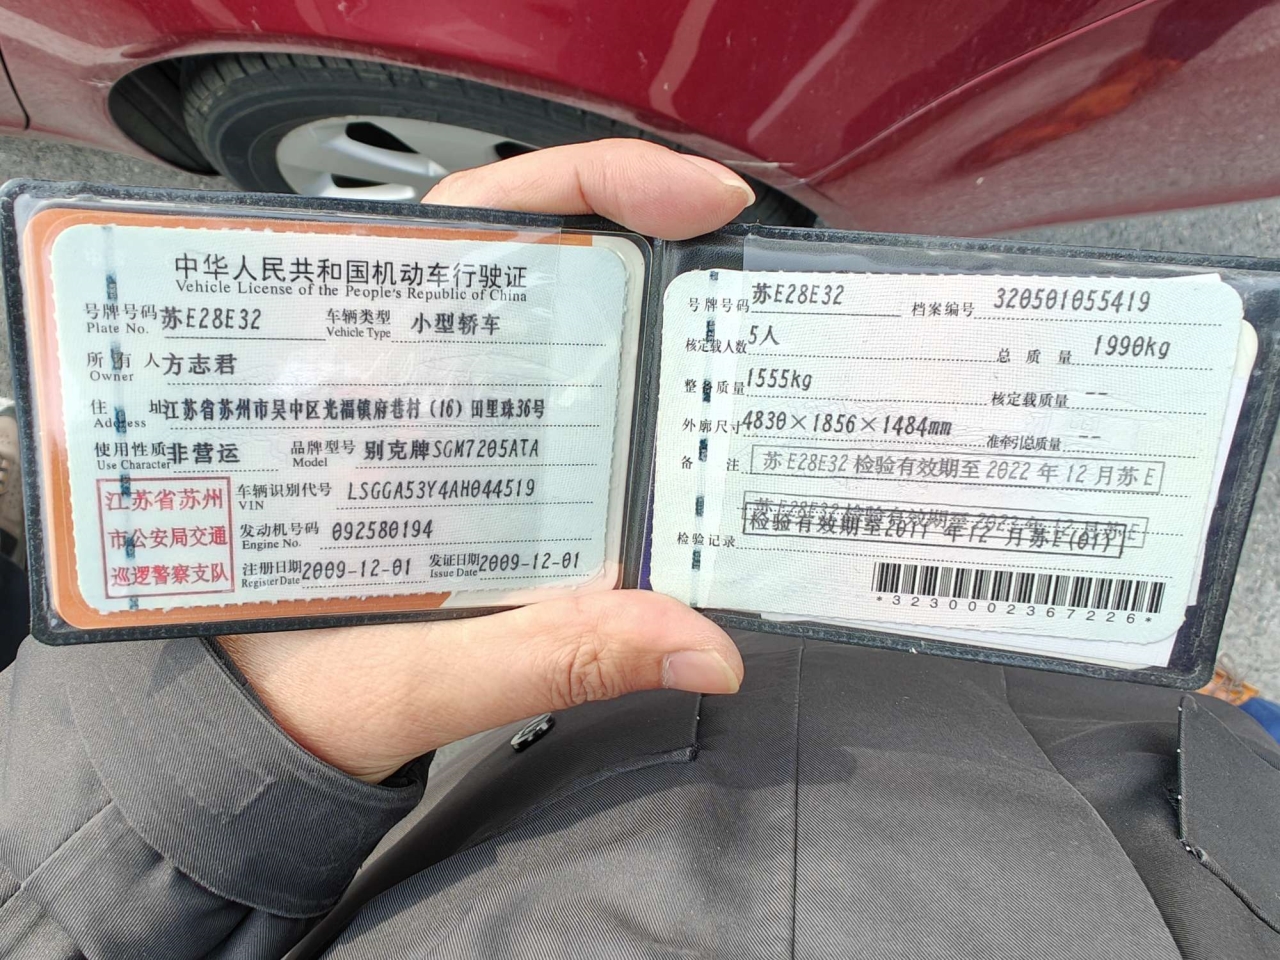 中华人民共和国机动车行驶证
Vehicle License of the People's Republic of China
号牌号码 苏E28E32 车辆类型 小型轿车
Plate No. Vehicle Type
所有人 方志君
Owner
住址 江苏省苏州市吴中区光福镇府巷村(16)田里珠36号
Address
使用性质 非营运 品牌型号 别克牌SGM7205ATA
Use Character Model
江苏省苏州
市公安局交通
巡逻警察支队
车辆识别代号 LSGGA53Y4AH044519
VIN
发动机号码 092580194
Engine No.
注册日期 2009-12-01 发证日期 2009-12-01
Register Date Issue Date
号牌号码 苏E28E32 档案编号 320501055419
核定载人数 5人 总质量 1990kg
整备质量 1555kg 核定载质量 --
外廓尺寸 4830×1856×1484mm 准牵引总质量 --
备注 苏E28E32 检验有效期至 2022 年 12 月苏E
检验记录 检验有效期至2011 年12 月苏E(01)
*3230002367226*